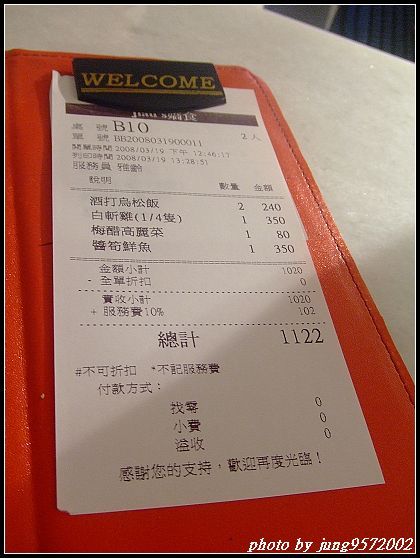 WELCOME
桌 號 B10 2 人
單 號 BB2008031900011
開單時間 2008/03/19 下午 12:46:17
列印時間 2008/03/19 13:28:51
服務員 雅齡
說明 數量 金額
酒打烏松飯 2 240
白斬雞(1/4隻) 1 350
梅醋高麗菜 1 80
醬筍鮮魚 1 350
金額小計 1020
- 全單折扣 0
實收小計 1020
+ 服務費10% 102
總計 1122
#不可折扣 *不記服務費
付款方式:
找零 0
小費 0
溢收 0
感謝您的支持,歡迎再度光臨!
photo by jung9572002